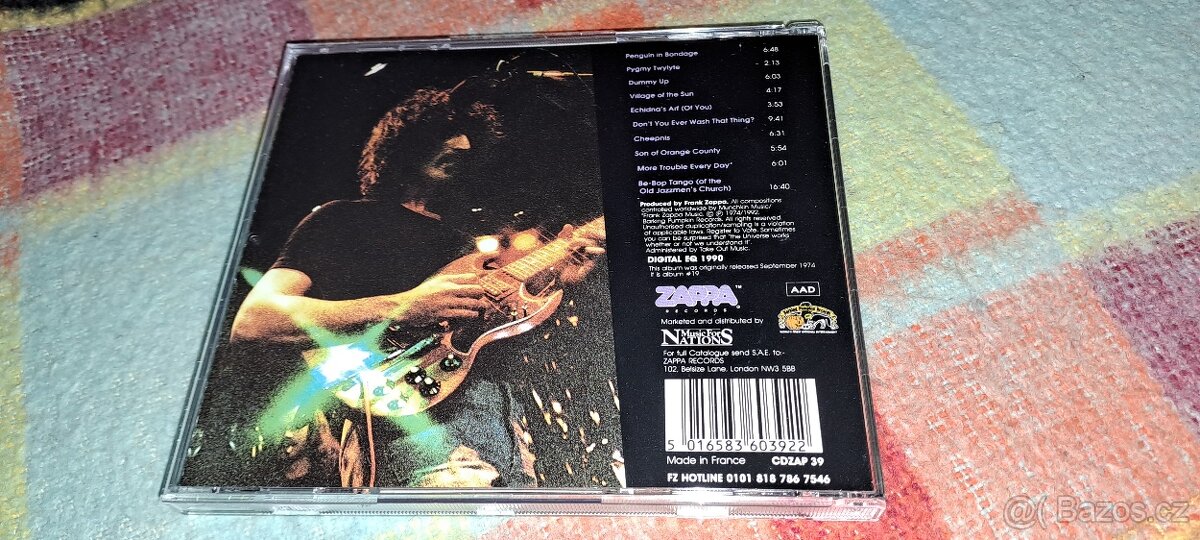 Penguin in Bondage 6:48
Pygmy Twylyte 2.13
Dummy Up 6.03
Village of the Sun 4:17
Echidna's Arf (Of You) 3.53
Don't You Ever Wash That Thing? 9.41
Cheepnis 6.31
Son of Orange County 5:54
More Trouble Every Day* 6:01
Be-Bop Tango (of the
Old Jazzmen's Church) 16:40
Produced by Frank Zappa. All compositions
controlled worldwide by Munchkin Music/
*Frank Zappa Music. © ℗ 1974/1992.
Barking Pumpkin Records. All rights reserved
Unauthorised duplication/sampling is a violation
of applicable laws. Register to Vote. Sometimes
you can be surprised that "the Universe works
whether or not we understand it".
Administered by Take Out Music.
DIGITAL EQ 1990
This album was originally released September 1974
It is album #19
ZAPPA™
RECORDS
AAD
Marketed and distributed by
Music For
Nations
For full Catalogue send S.A.E. to:-
ZAPPA RECORDS
102, Belsize Lane, London NW3 5BB
5 016583 603922
Made in France CDZAP 39
FZ HOTLINE 0101 818 786 7546
@( Bazos.cz